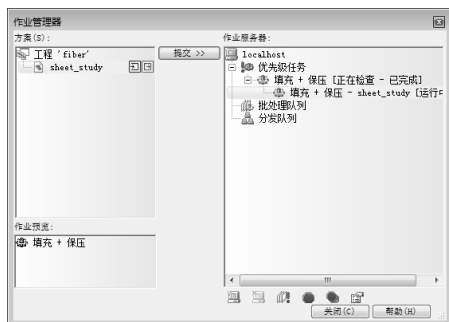 作业管理器
方案(S):
工程 'fiber'
sheet_study
提交 >>
作业服务器:
localhost
优先级任务
填充 + 保压 [正在检查 - 已完成]
填充 + 保压 - sheet_study [运行中
批处理队列
分发队列
作业预览:
填充 + 保压
关闭(C)
帮助(H)